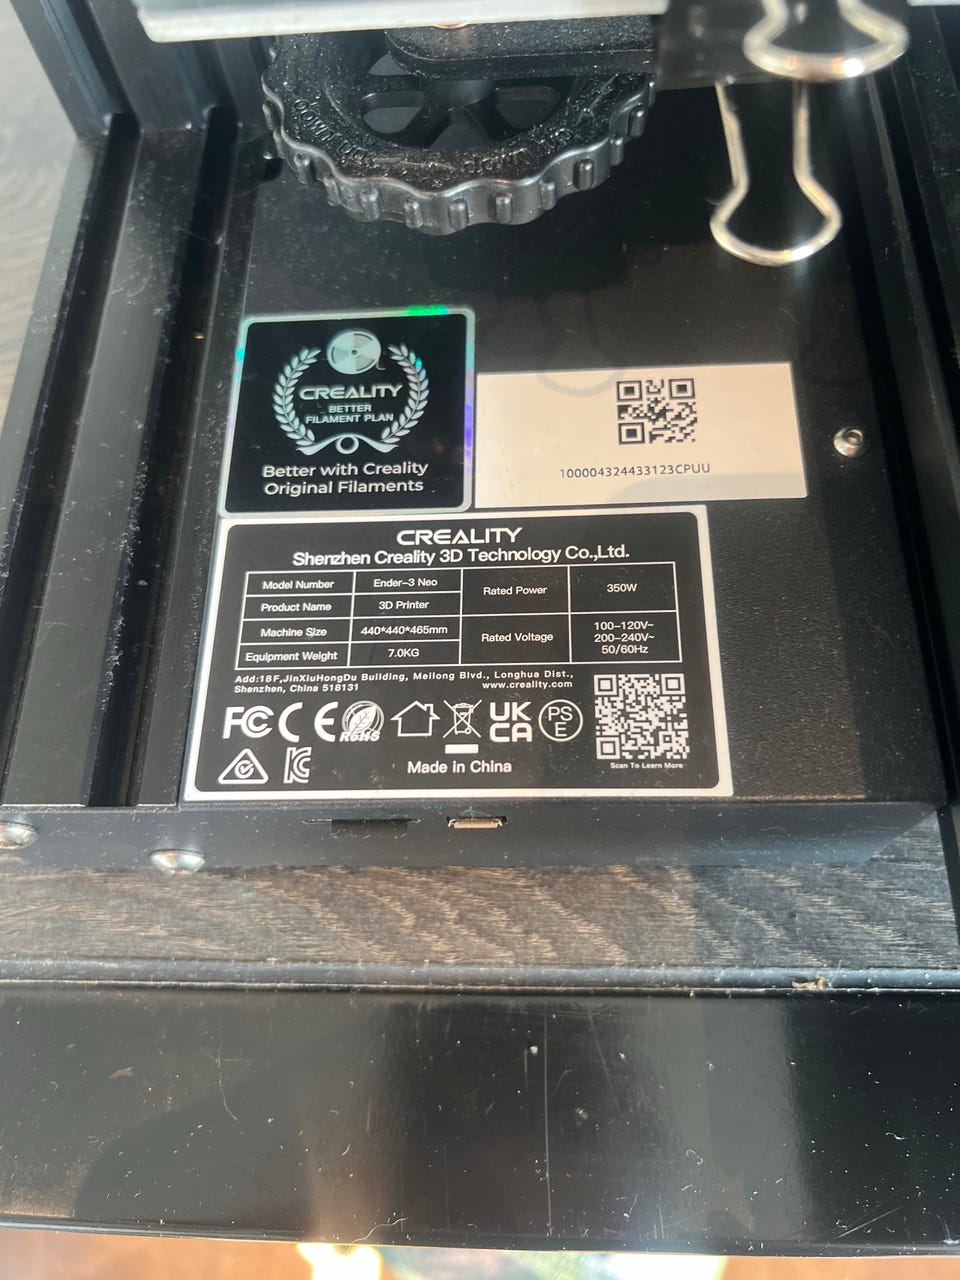 CREALITY
BETTER
FILAMENT PLAN
Better with Creality
Original Filaments
100004324433123CPUU
CREALITY
Shenzhen Creality 3D Technology Co.,Ltd.
Model Number Ender-3 Neo Rated Power 350W
Product Name 3D Printer
Machine Size 440*440*465mm Rated Voltage 100-120V~ 200-240V~ 50/60Hz
Equipment Weight 7.0KG
Add:18F,JinXiuHongDu Building, Meilong Blvd., Longhua Dist.,
Shenzhen, China 518131 www.creality.com
FC CE RoHS UK CA PS E
Made in China
Scan To Learn More